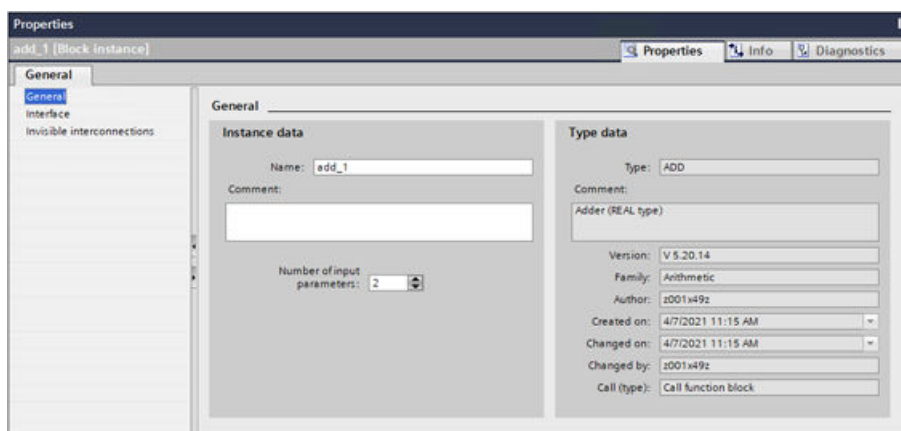 Properties
add_1 [Block instance]
Properties
Info
Diagnostics
General
General
Interface
Invisible interconnections
General
Instance data
Name: add_1
Comment:
Number of input
parameters: 2
Type data
Type: ADD
Comment:
Adder (REAL type)
Version: V 5.20.14
Family: Arithmetic
Author: z001x49z
Created on: 4/7/2021 11:15 AM
Changed on: 4/7/2021 11:15 AM
Changed by: z001x49z
Call (type): Call function block